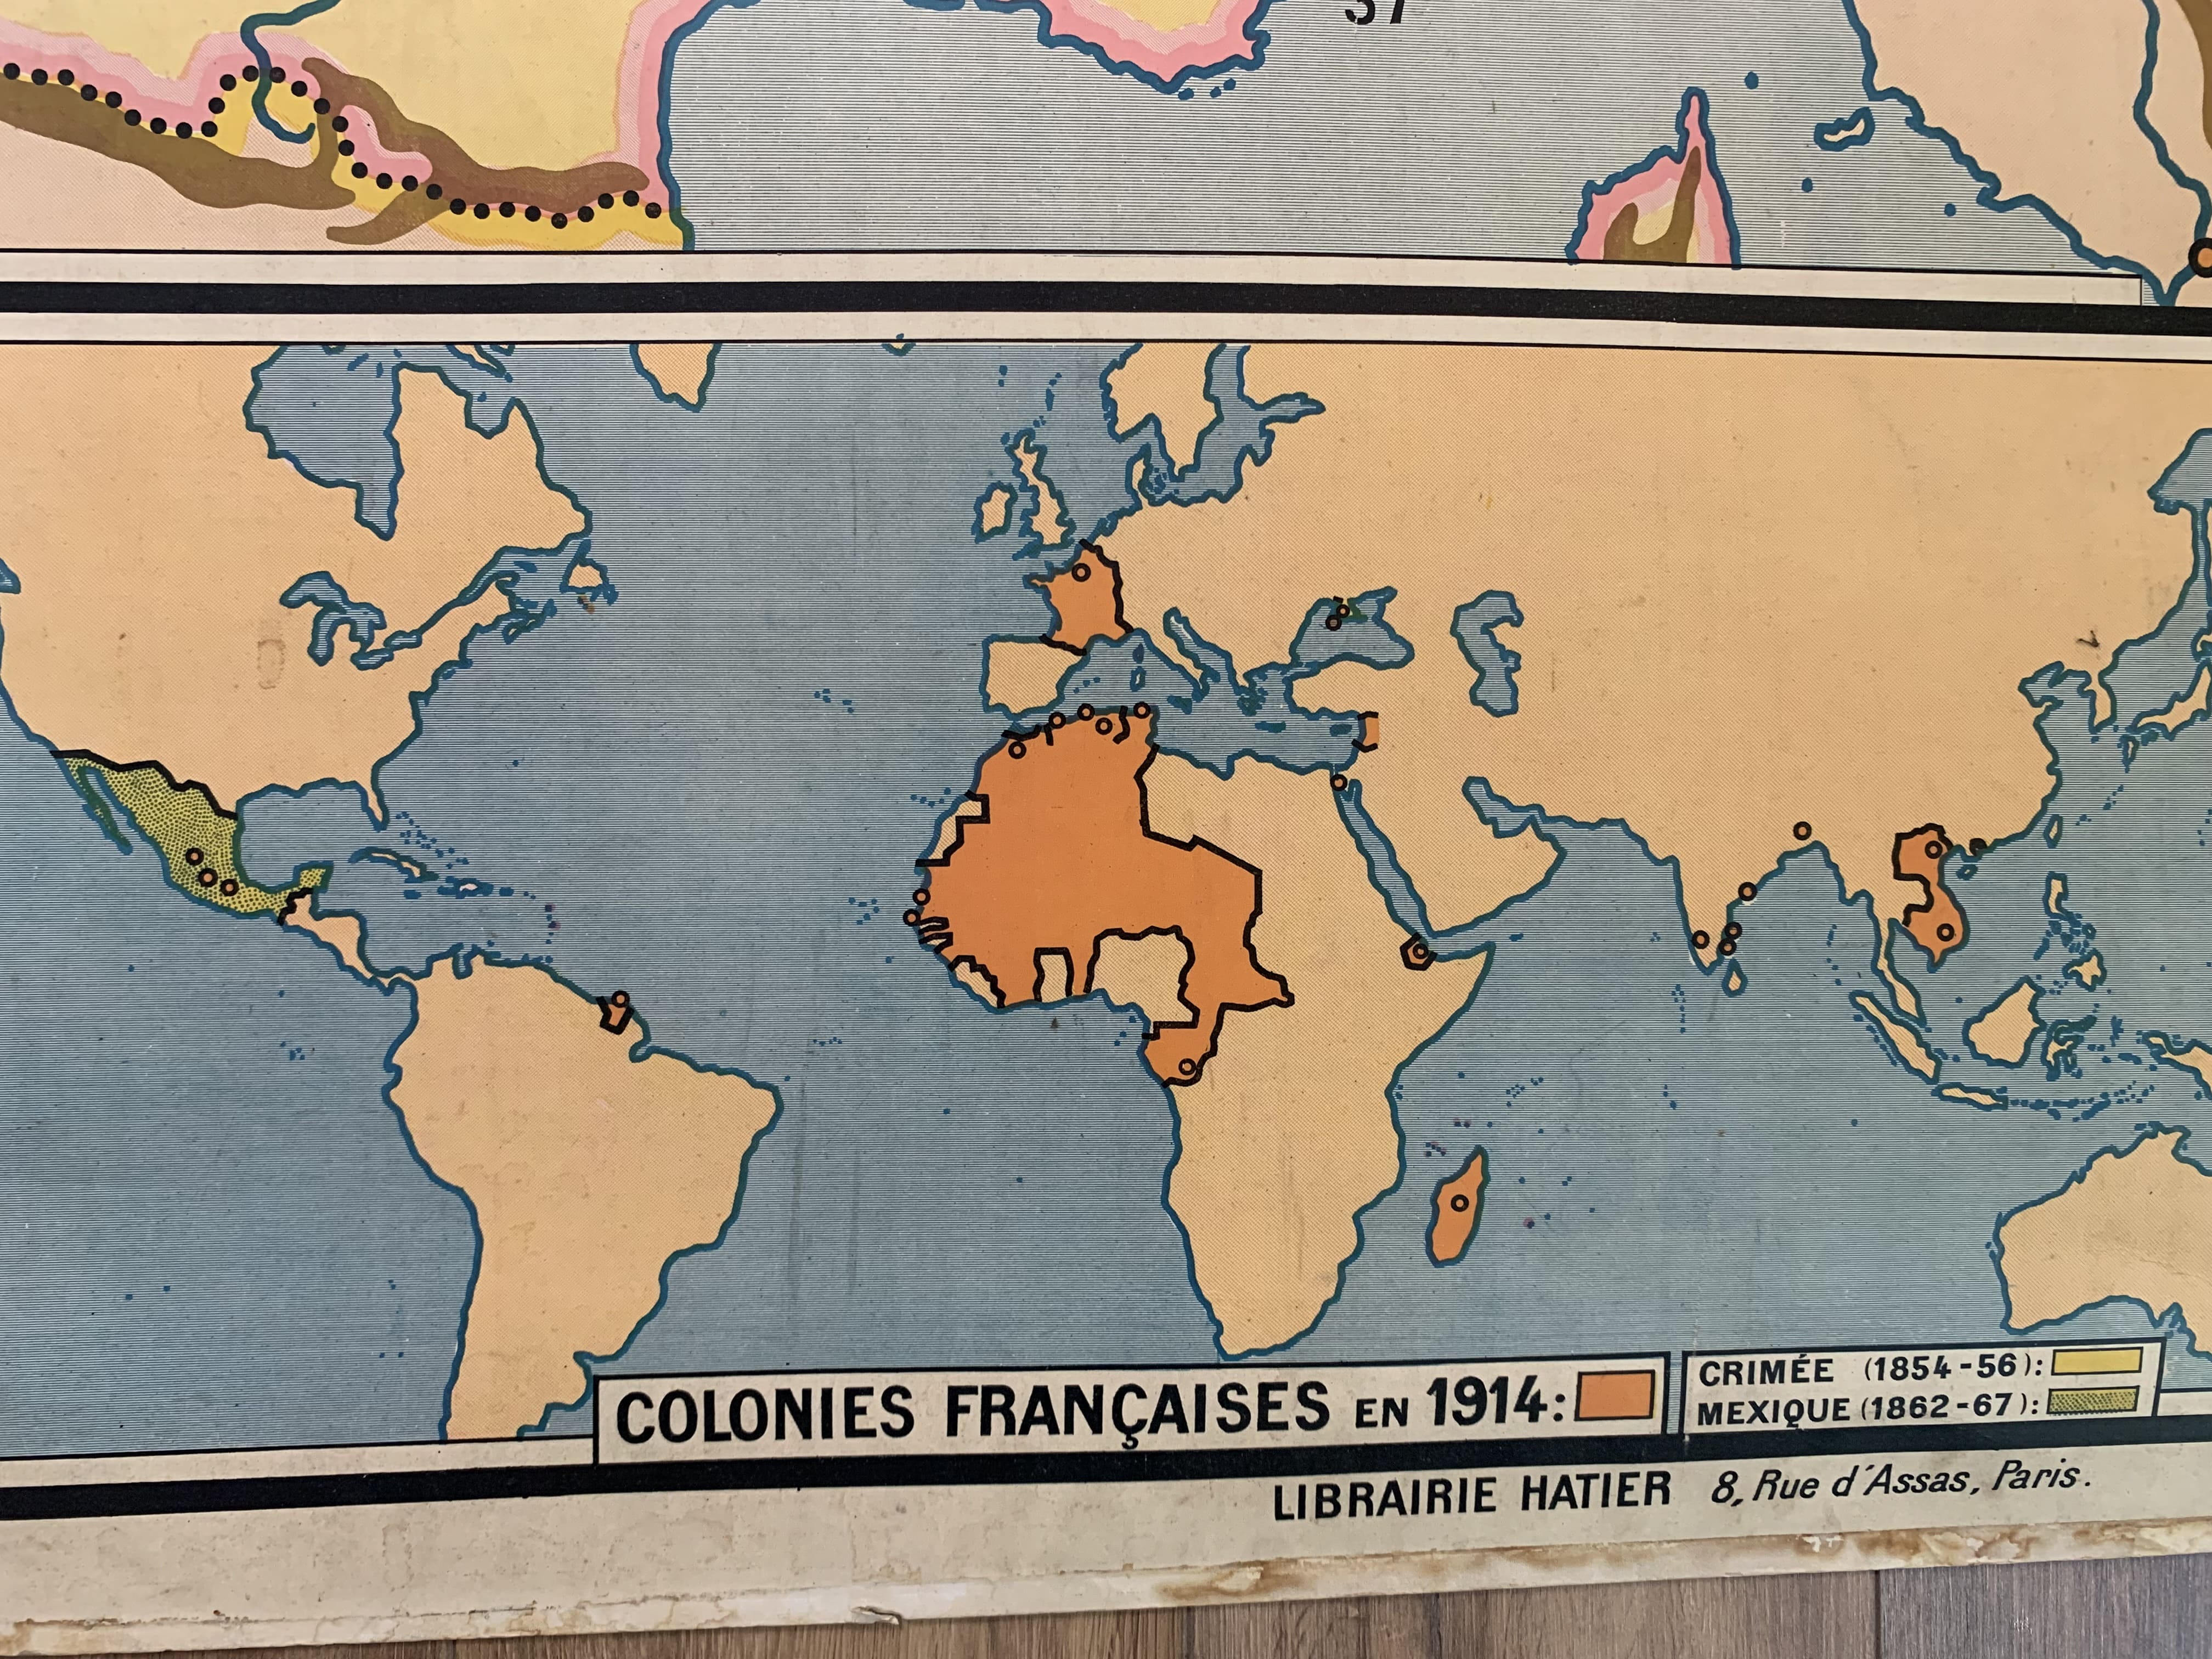 37
COLONIES FRANÇAISES EN 1914:
CRIMÉE (1854-56):
MEXIQUE (1862-67):
LIBRAIRIE HATIER 8, Rue d'Assas, Paris.